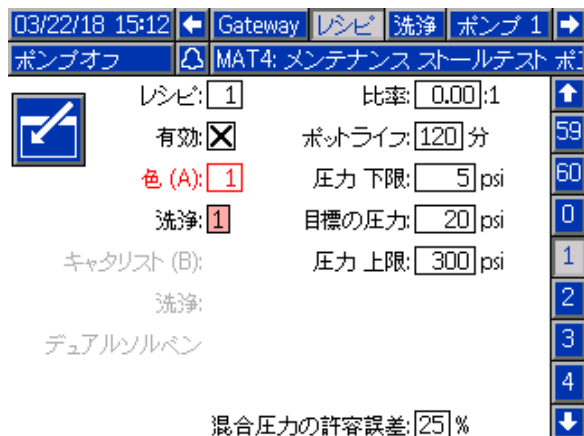 03/22/18 15:12 Gateway レシピ 洗浄 ポンプ 1
ポンプオフ MAT4: メンテナンス ストールテスト ポ
レシピ: 1 比率: 0.00:1
59
有効: ポットライフ: 120 分
60
色 (A): 1 圧力 下限: 5 psi
0
洗浄: 1 目標の圧力: 20 psi
1
キャタリスト (B): 圧力 上限: 300 psi
2
洗浄:
3
デュアルソルベン
4
混合圧力の許容誤差: 25 %